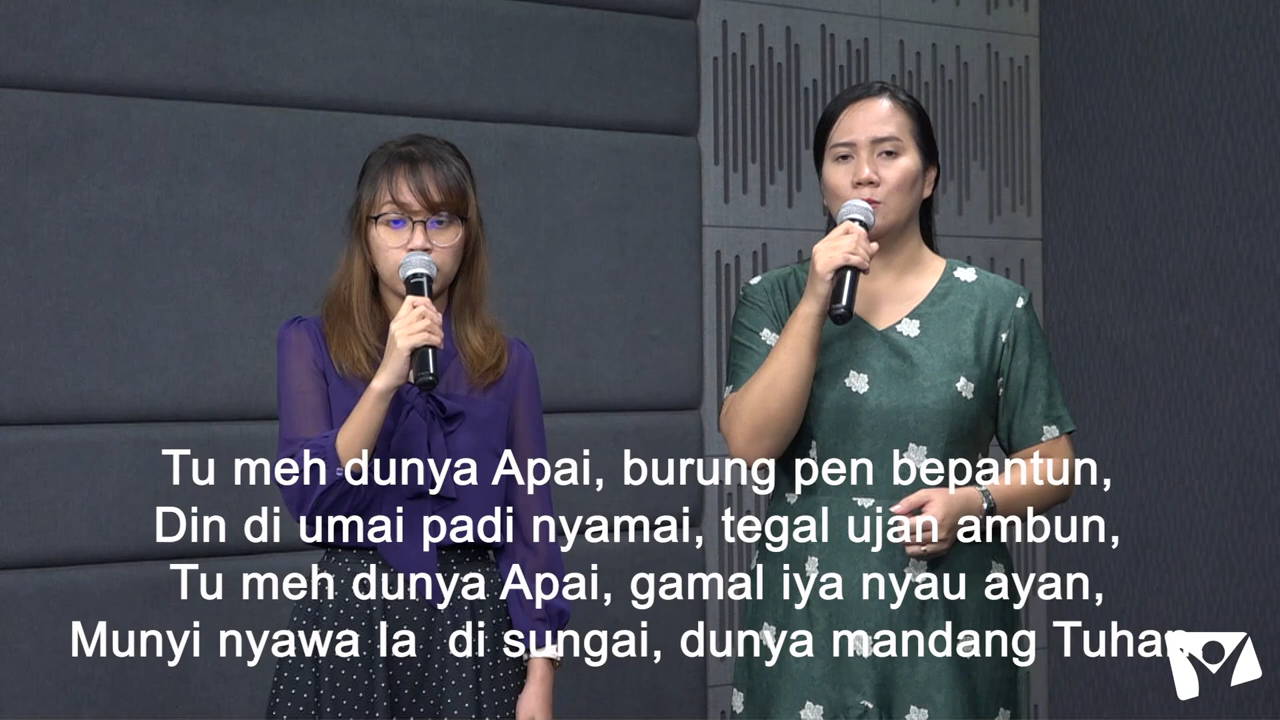 Tu meh dunya Apai, burung pen bepantun,
Din di umai padi nyamai, tegal ujan ambun,
Tu meh dunya Apai, gamal iya nyau ayan,
Munyi nyawa Ia di sungai, dunya mandang Tuhan.